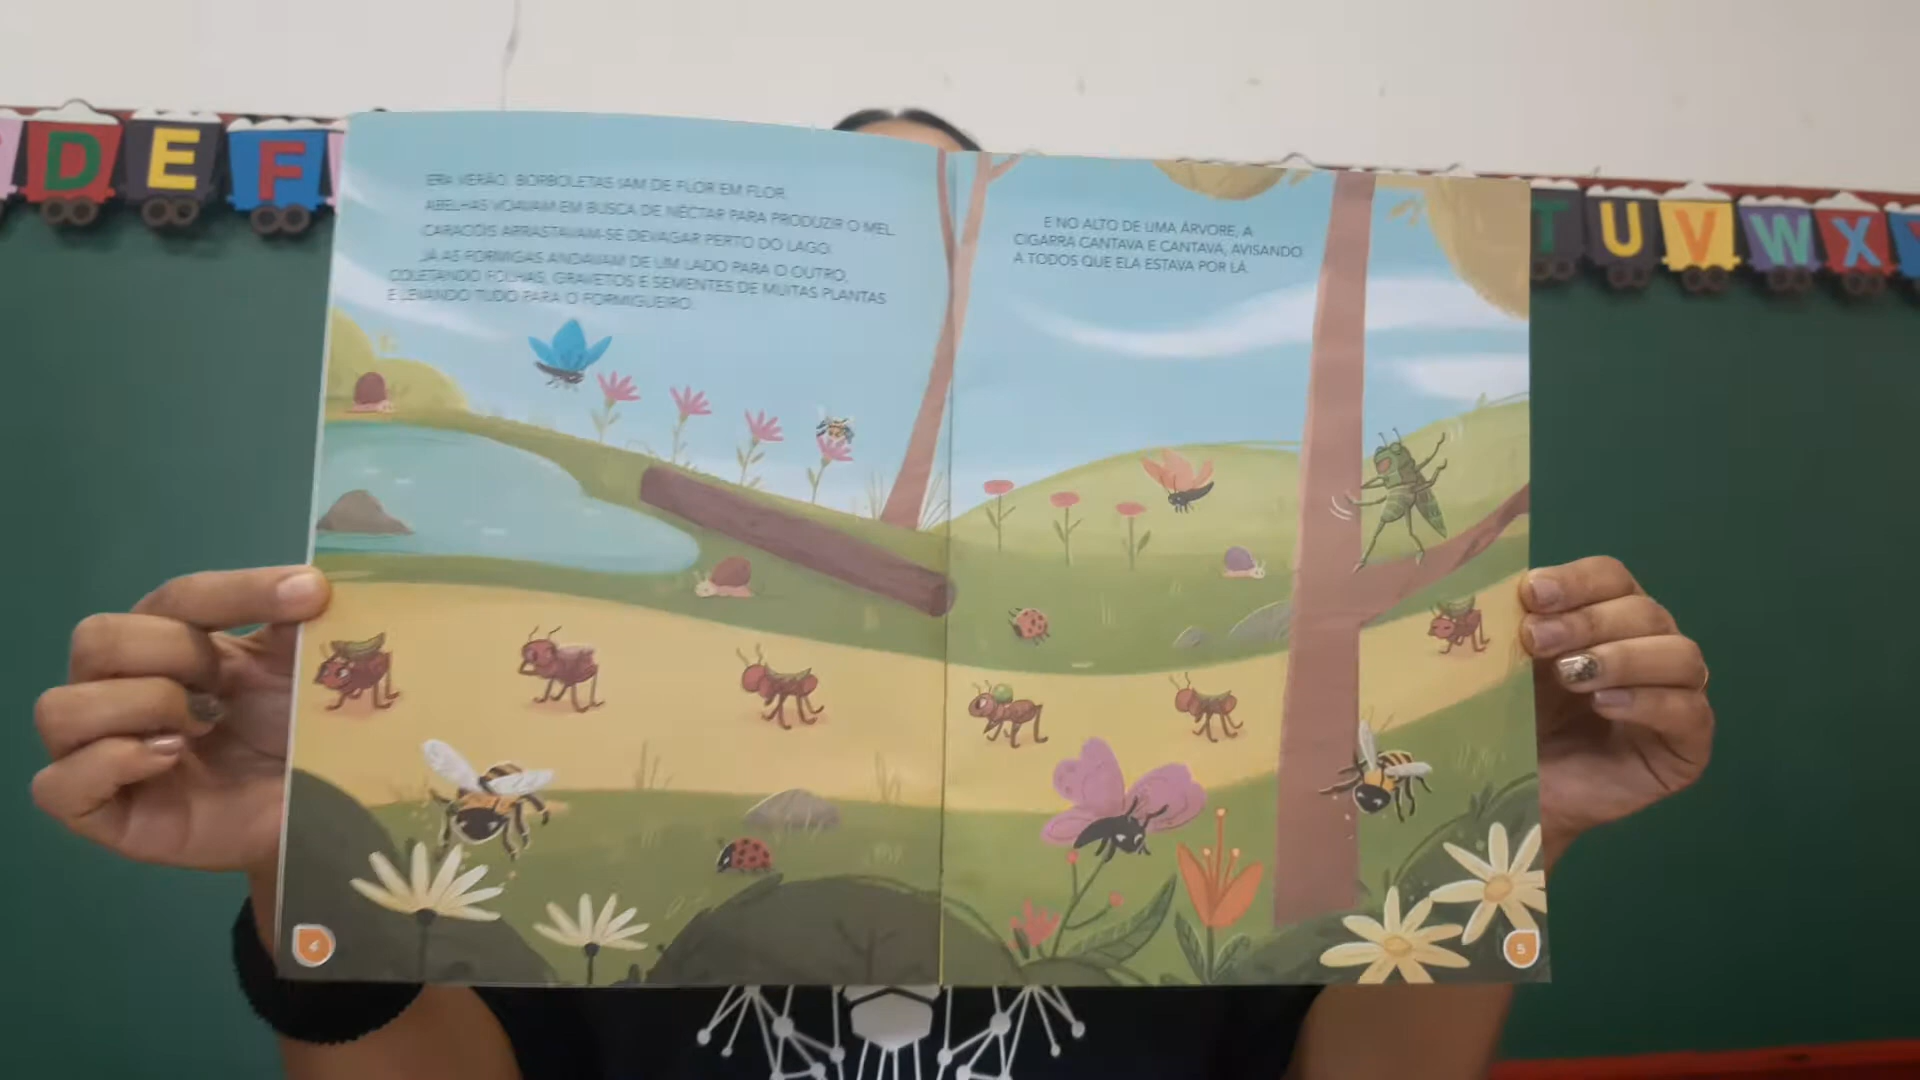 D E F
T U V W X
ERA VERÃO. BORBOLETAS IAM DE FLOR EM FLOR.
ABELHAS VOAVAM EM BUSCA DE NÉCTAR PARA PRODUZIR O MEL.
CARACÓIS ARRASTAVAM-SE DEVAGAR PERTO DO LAGO.
JÁ AS FORMIGAS ANDAVAM DE UM LADO PARA O OUTRO,
COLETANDO FOLHAS, GRAVETOS E SEMENTES DE MUITAS PLANTAS
E LEVANDO TUDO PARA O FORMIGUEIRO.
E NO ALTO DE UMA ÁRVORE, A
CIGARRA CANTAVA E CANTAVA, AVISANDO
A TODOS QUE ELA ESTAVA POR LÁ.
4
5